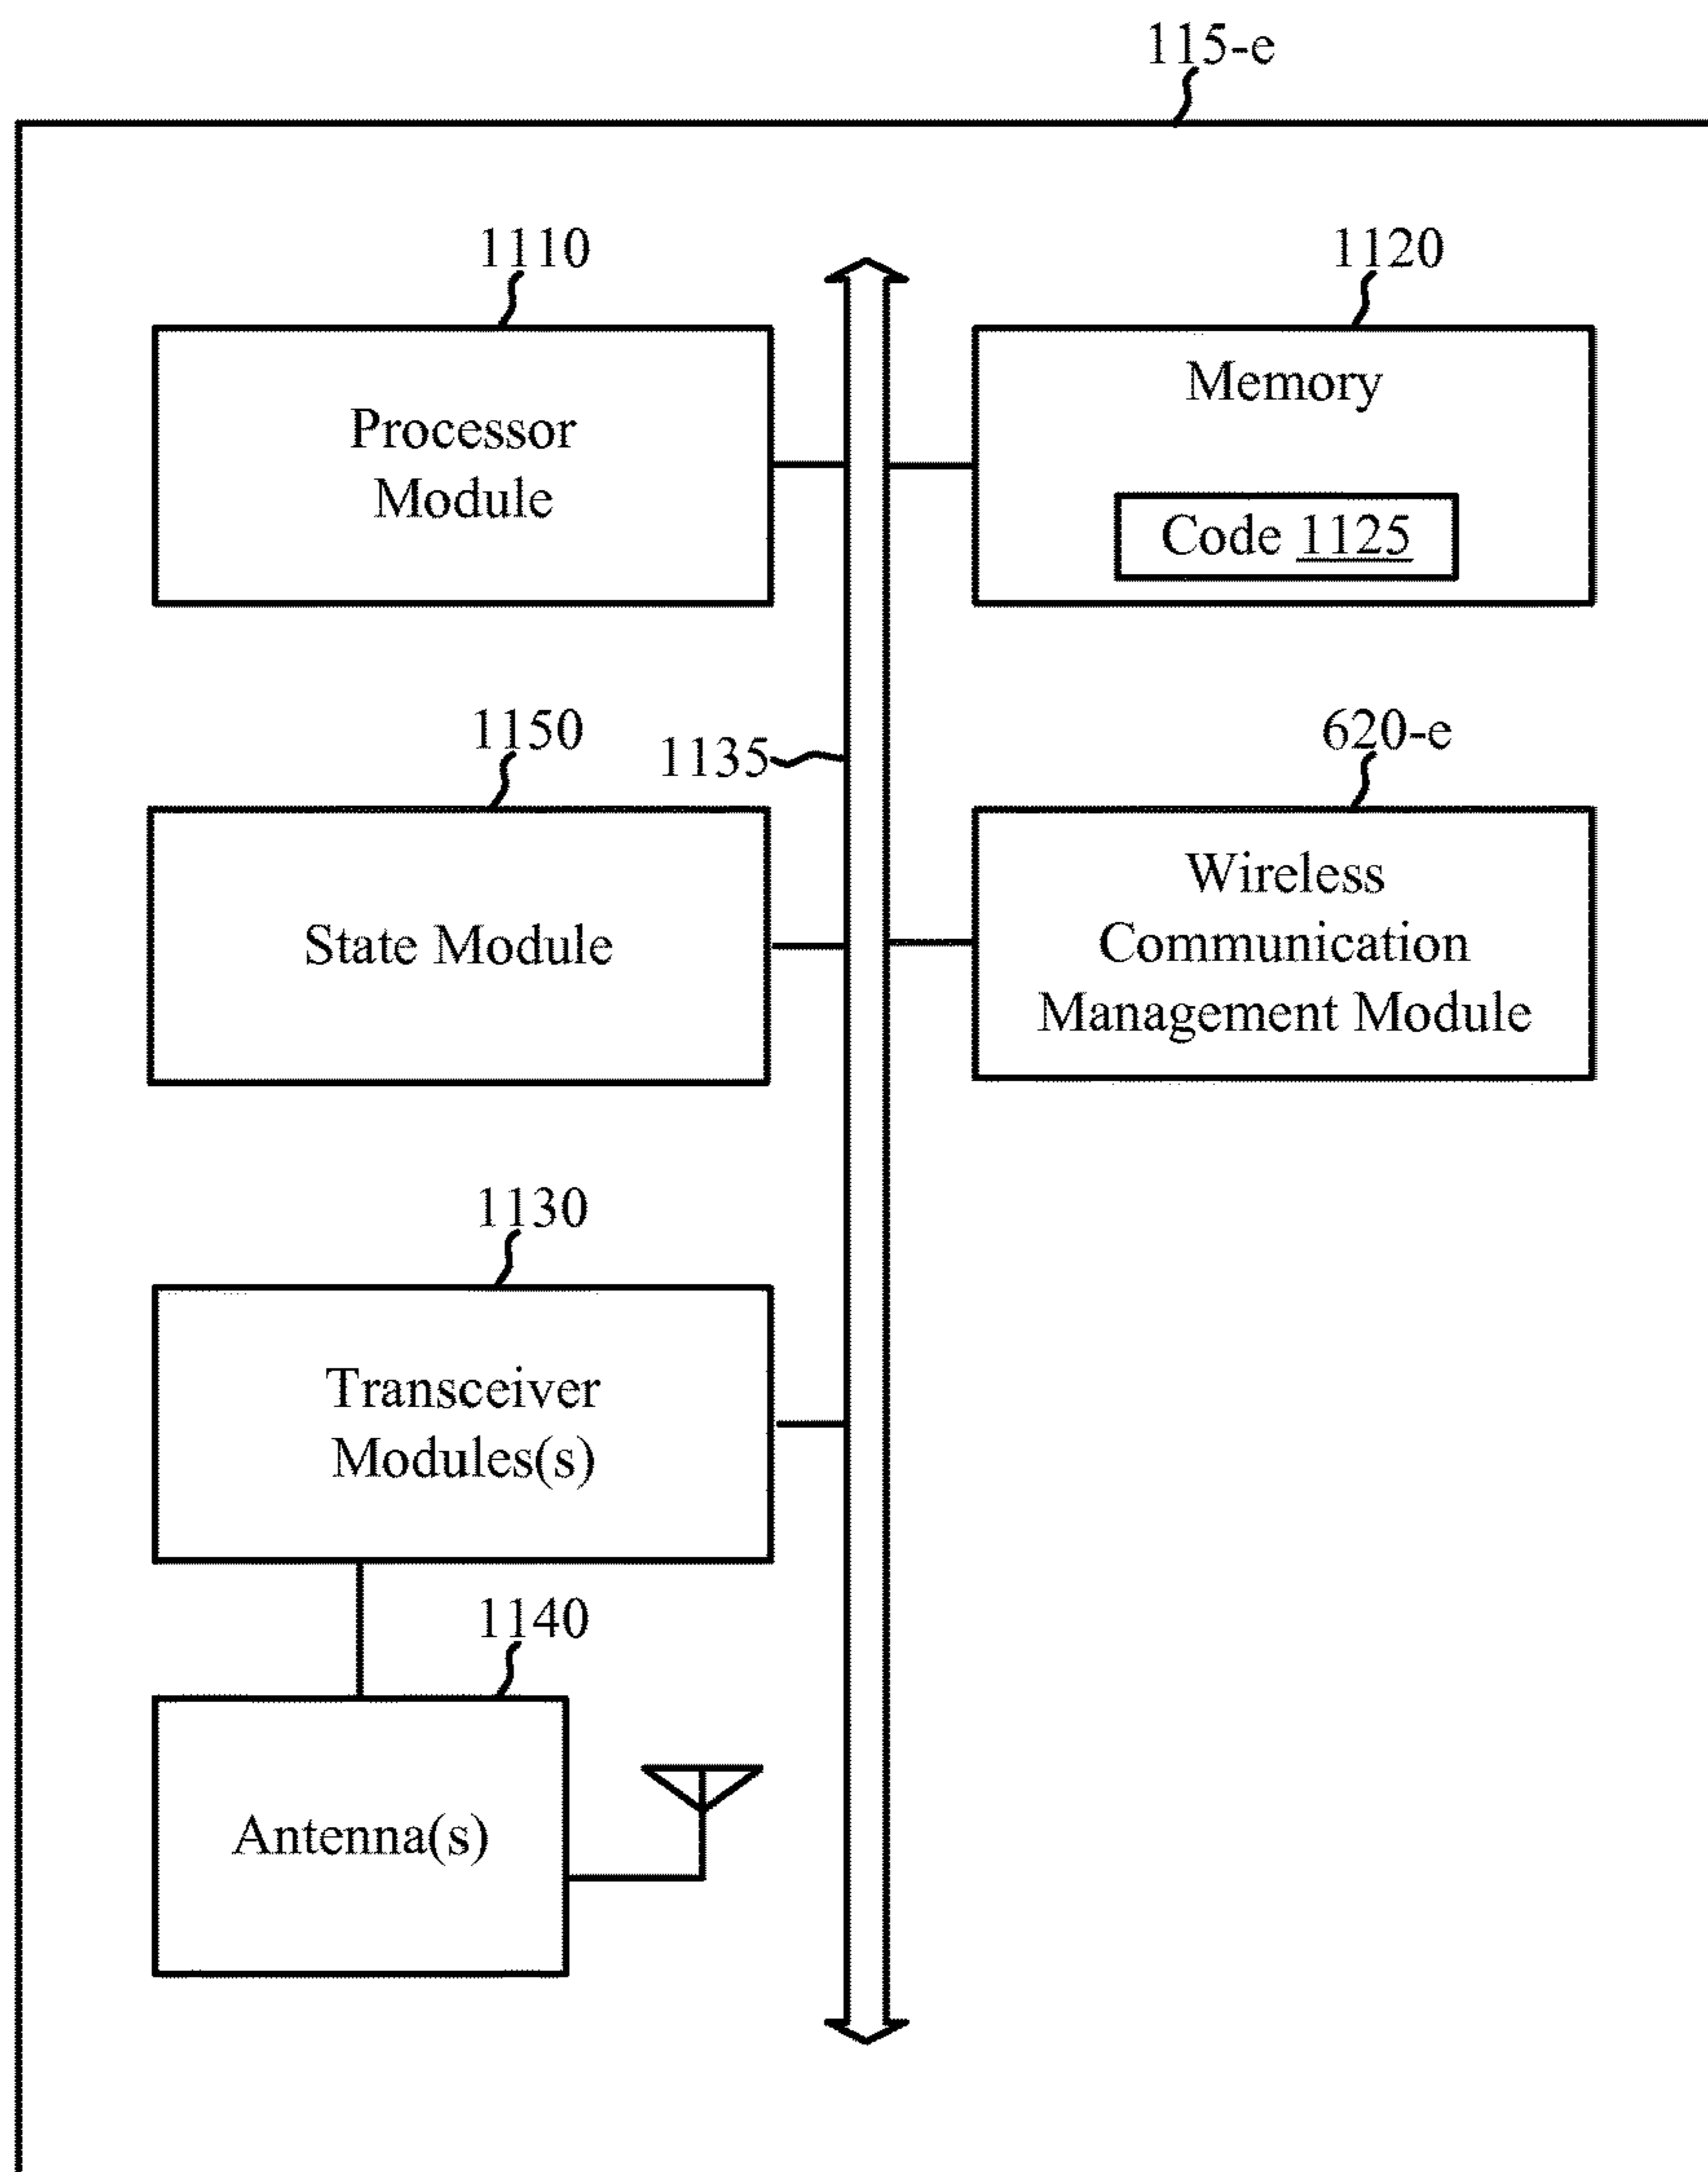 115-e
1110
1120
Processor
Module
Memory
Code 1125
1150
1135
620-e
State Module
Wireless
Communication
Management Module
1130
Transceiver
Modules(s)
1140
Antenna(s)